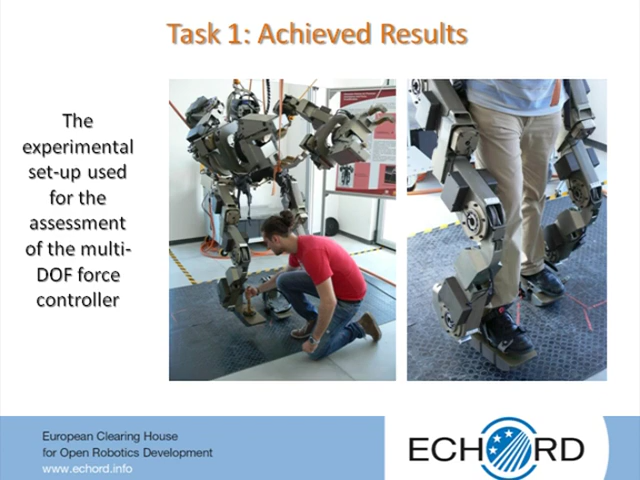 Task 1: Achieved Results
The
experimental
set-up used
for the
assessment
of the multi-
DOF force
controller
European Clearing House
for Open Robotics Development
www.echord.info
ECHORD